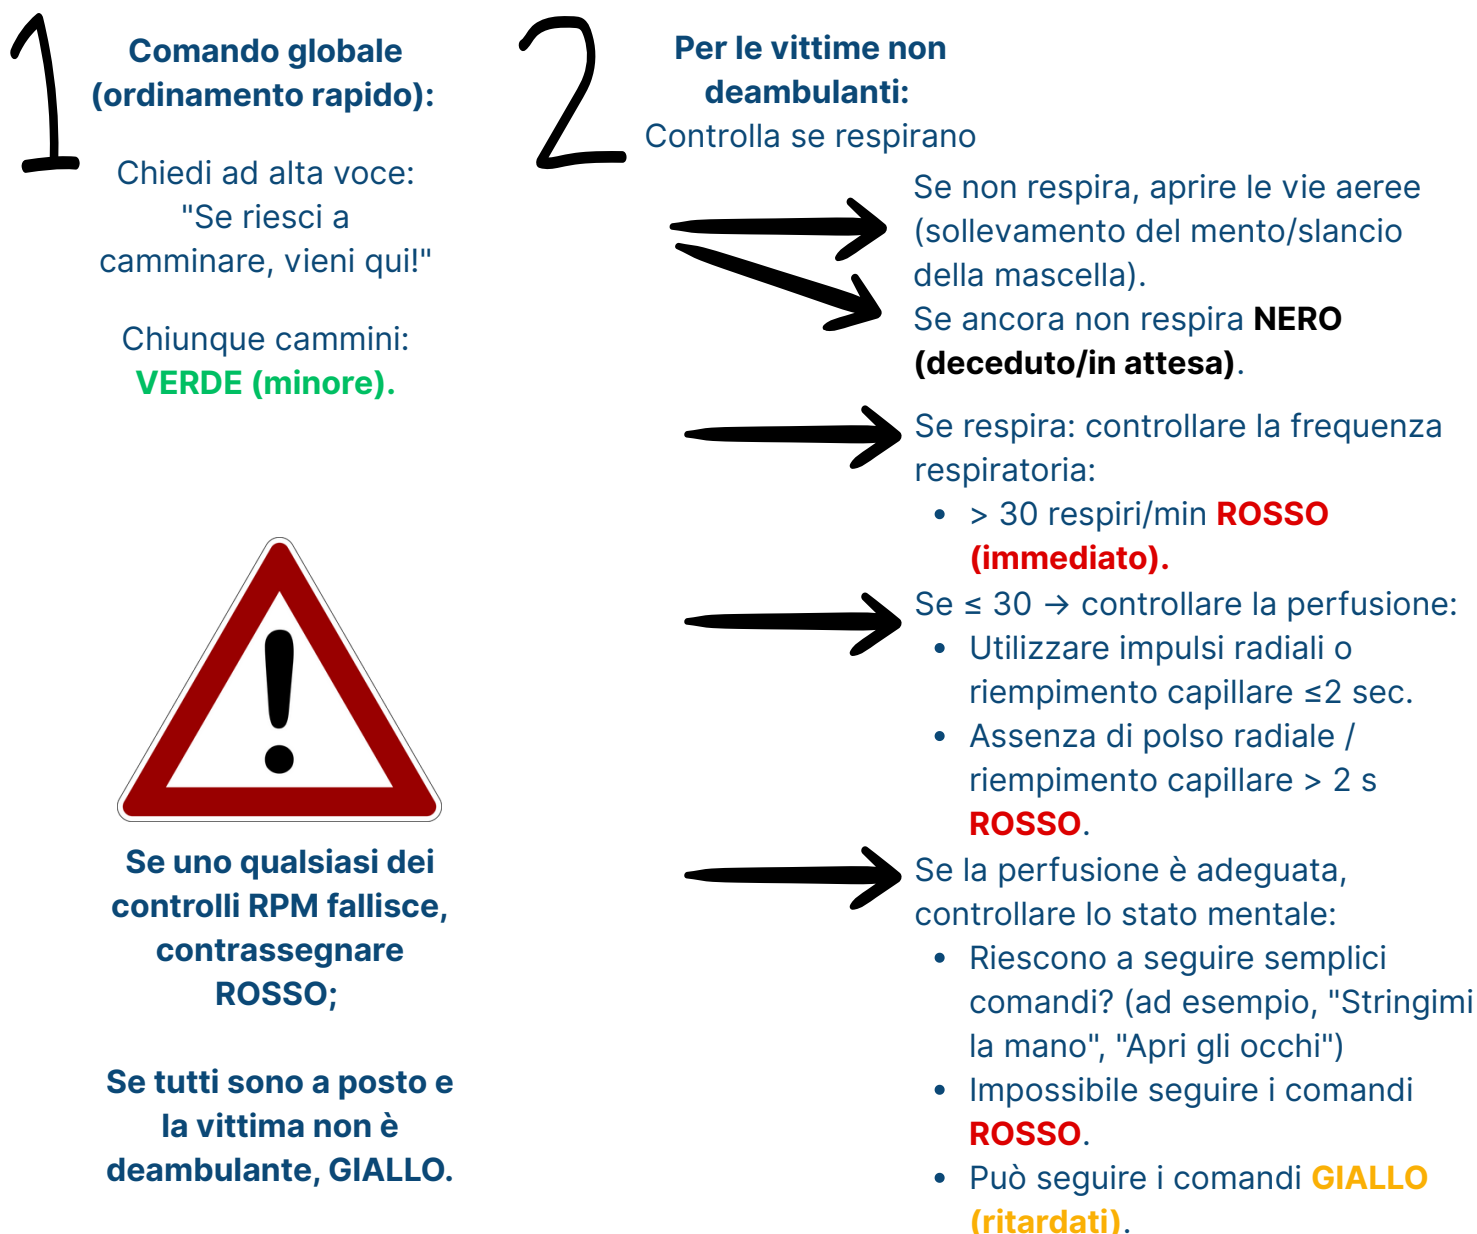 1
Comando globale
(ordinamento rapido):
Chiedi ad alta voce:
"Se riesci a
camminare, vieni qui!"
Chiunque cammini:
VERDE (minore).
!
Se uno qualsiasi dei
controlli RPM fallisce,
contrassegnare
ROSSO;
Se tutti sono a posto e
la vittima non è
deambulante, GIALLO.
2
Per le vittime non
deambulanti:
Controlla se respirano
Se non respira, aprire le vie aeree
(sollevamento del mento/slancio
della mascella).
Se ancora non respira NERO
(deceduto/in attesa).
Se respira: controllare la frequenza
respiratoria:
• > 30 respiri/min ROSSO
(immediato).
Se ≤ 30 → controllare la perfusione:
• Utilizzare impulsi radiali o
riempimento capillare ≤2 sec.
• Assenza di polso radiale /
riempimento capillare > 2 s
ROSSO.
Se la perfusione è adeguata,
controllare lo stato mentale:
• Riescono a seguire semplici
comandi? (ad esempio, "Stringimi
la mano", "Apri gli occhi")
• Impossibile seguire i comandi
ROSSO.
• Può seguire i comandi GIALLO
(ritardati).